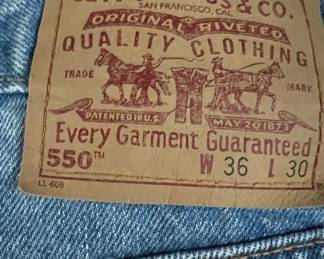 & CO.
SAN FRANCISCO, CAL.
ORIGINAL RIVETED
QUALITY CLOTHING
TRADE MARK
PATENTED IN U.S. MAY 20 1873
Every Garment Guaranteed
550™ W 36 L 30
LL-609